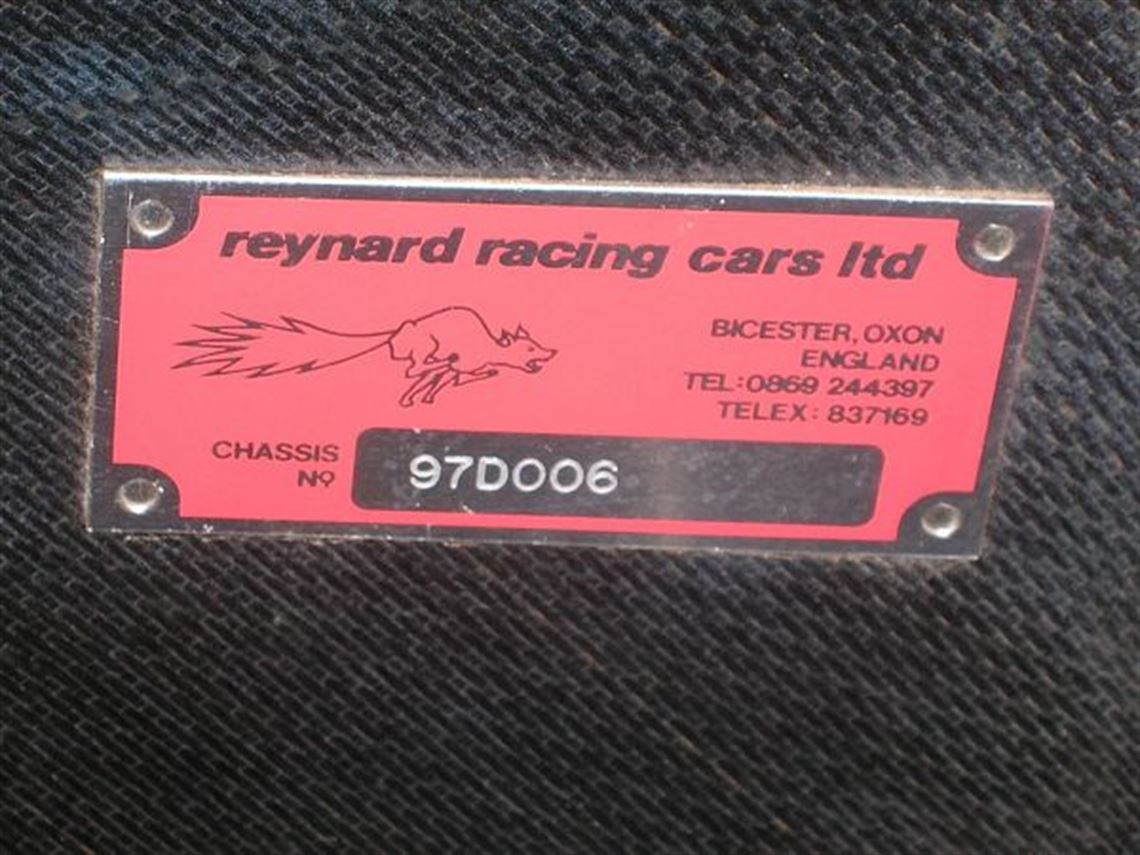 reynard racing cars ltd
BICESTER, OXON
ENGLAND
TEL: 0869 244397
TELEX: 837169
CHASSIS
Nº
97D006